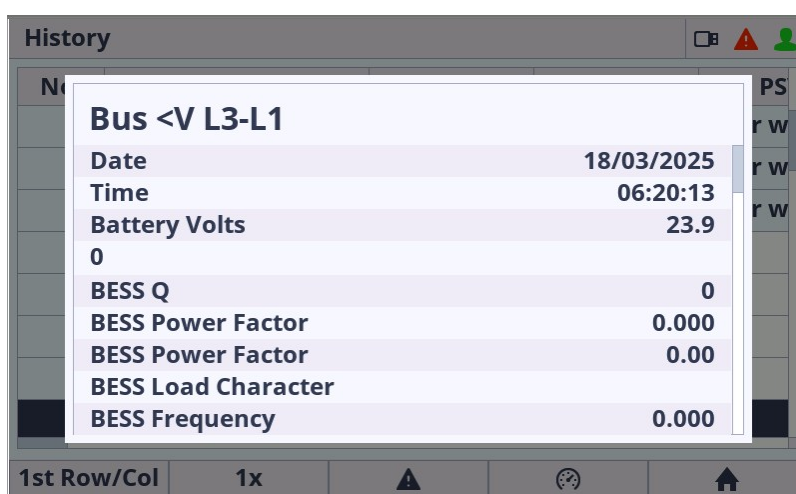 History
No
PS
Bus <V L3-L1
r w
Date 18/03/2025
r w
Time 06:20:13
Battery Volts 23.9
r w
0
BESS Q 0
BESS Power Factor 0.000
BESS Power Factor 0.00
BESS Load Character
BESS Frequency 0.000
1st Row/Col 1x